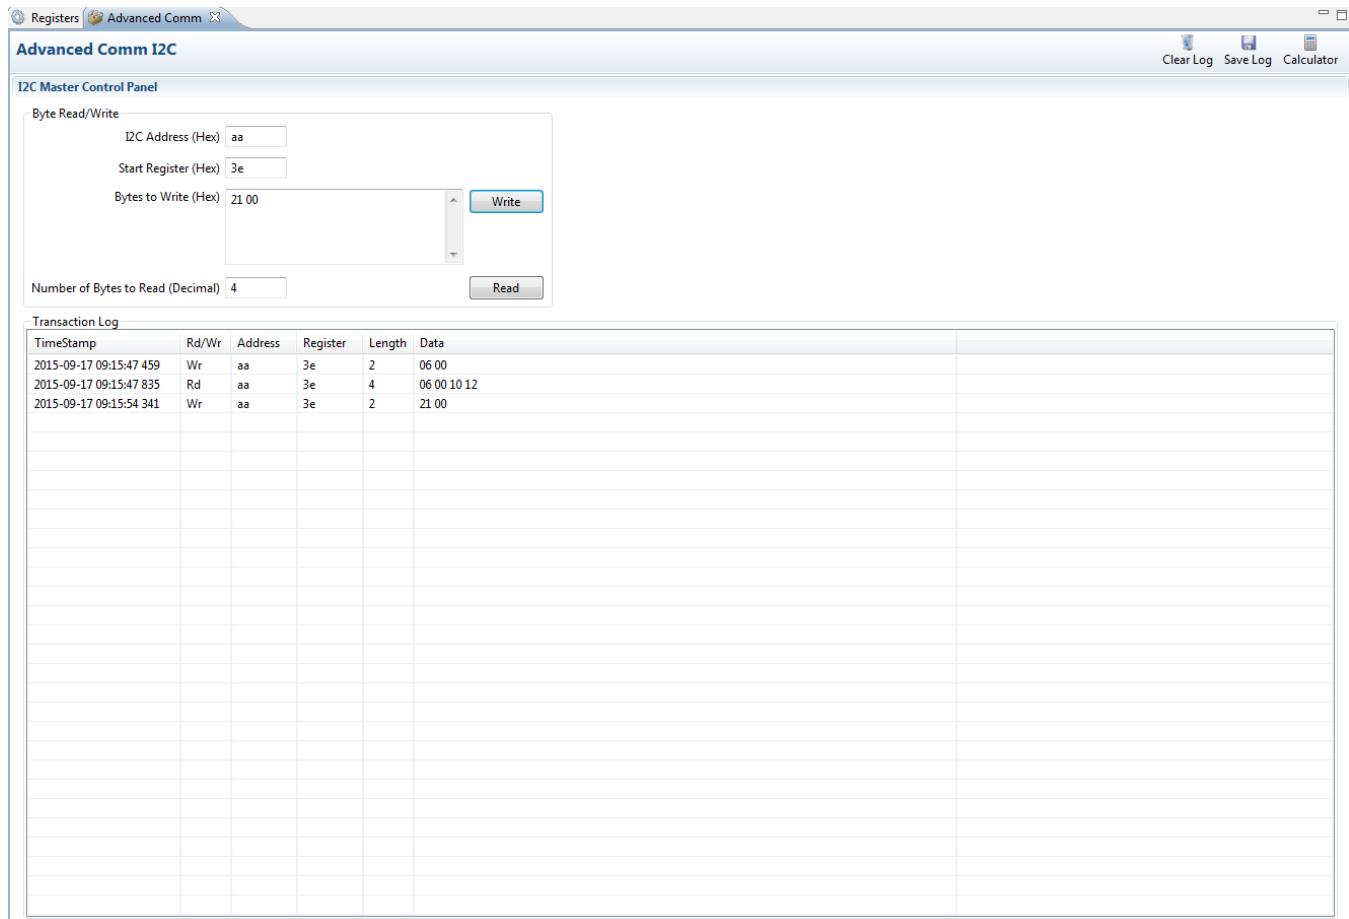 Registers Advanced Comm
Advanced Comm I2C
Clear Log Save Log Calculator
I2C Master Control Panel
Byte Read/Write
I2C Address (Hex) aa
Start Register (Hex) 3e
Bytes to Write (Hex) 21 00
Write
Number of Bytes to Read (Decimal) 4
Read
Transaction Log
TimeStamp Rd/Wr Address Register Length Data
2015-09-17 09:15:47 459 Wr aa 3e 2 06 00
2015-09-17 09:15:47 835 Rd aa 3e 4 06 00 10 12
2015-09-17 09:15:54 341 Wr aa 3e 2 21 00